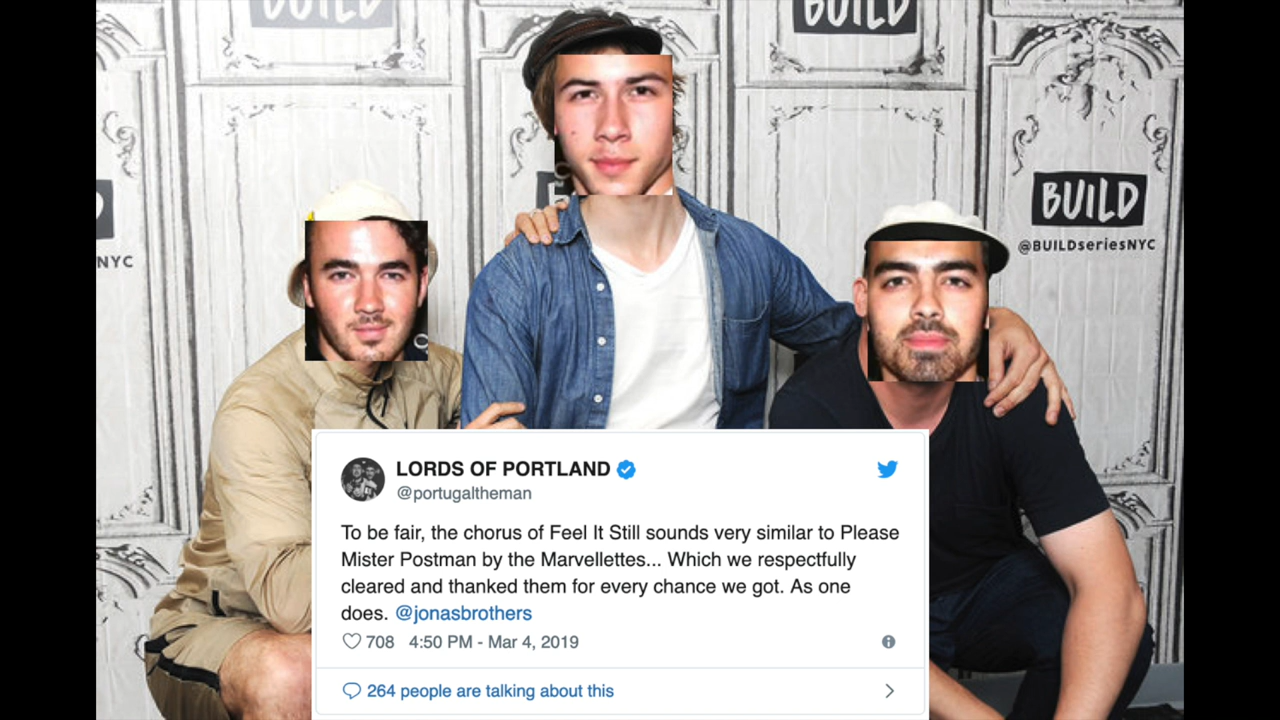 BUILD
BUILD
BUILD
@BUILDseriesNYC
NYC
LORDS OF PORTLAND
@portugaltheman
To be fair, the chorus of Feel It Still sounds very similar to Please
Mister Postman by the Marvellettes... Which we respectfully
cleared and thanked them for every chance we got. As one
does. @jonasbrothers
708 4:50 PM - Mar 4, 2019
264 people are talking about this